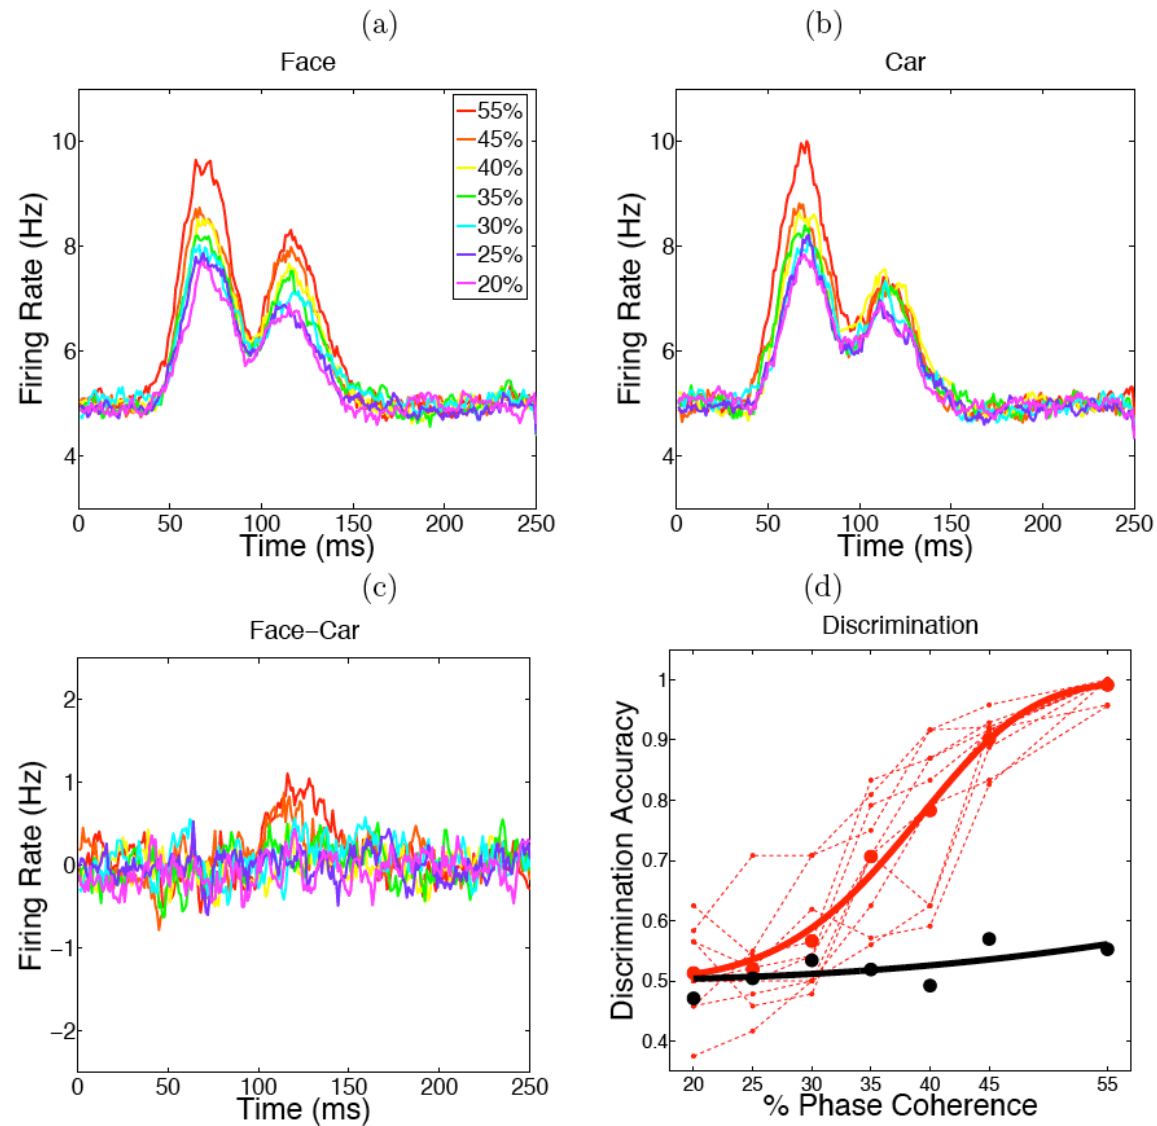 (a)
Face
10
8
6
4
Firing Rate (Hz)
55%
45%
40%
35%
30%
25%
20%
0 50 100 150 200 250
Time (ms)
(b)
Car
10
8
6
4
Firing Rate (Hz)
0 50 100 150 200 250
Time (ms)
(c)
Face-Car
2
1
0
-1
-2
Firing Rate (Hz)
0 50 100 150 200 250
Time (ms)
(d)
Discrimination
1
0.9
0.8
0.7
0.6
0.5
0.4
Discrimination Accuracy
20 25 30 35 40 45 55
% Phase Coherence